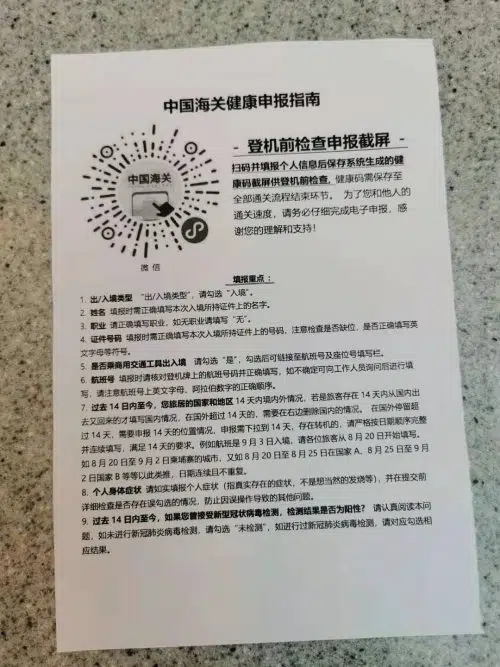 中国海关健康申报指南
中国海关
微信
- 登机前检查申报截屏 -
扫码并填报个人信息后保存系统生成的健
康码截屏供登机前检查, 健康码需保存至
全部通关流程结束环节。为了您和他人的
通关速度，请务必仔细完成电子申报，感
谢您的理解和支持！
填报重点：
1. 出/入境类型 “出/入境类型”，请勾选“入境”。
2. 姓名 填报时需正确填写本次入境所持证件上的名字。
3. 职业 请正确填写职业，如无职业请填写“无”。
4. 证件号码 填报时需正确填写本次入境所持证件上的号码，注意检查是否缺位，是否正确填写英
文字母等符号。
5. 是否乘商用交通工具出入境 请勾选“是”，勾选后可链接至航班号及座位号填写栏。
6. 航班号 填报时请核对登机牌上的航班号码并正确填写，如不确定可向工作人员询问后进行填
写，请注意航班号上英文字母、阿拉伯数字的正确顺序。
7. 过去 14 日内至今，您旅居的国家和地区 14 天内境内外情况，若是旅客存在 14 天内从国内出
去又回来的才填写国内情况，在国外超过 14 天的，需要在右边删除国内的情况。 在国外停留超
过 14 天，需要申报 14 天的位置情况，申报需下拉到 14 天，存在转机的，请严格按日期顺序完整
并连续填写，满足 14 天的要求。例如航班是 9 月 3 日入境，请各位旅客从 8 月 20 日开始填写。
如 8 月 20 日至 9 月 2 日柬埔寨的城市，又如 8 月 20 日至 8 月 25 日在国家 A、8 月 25 日至 9 月
2 日国家 B 等等以此类推，日期连续且不重复。
8. 个人身体症状 请如实填报个人症状（指真实存在的症状、不是想当然的发烧等），并在提交前
详细检查是否存在误勾选的情况，防止因误操作导致的其他问题。
9. 过去 14 日内至今，如果您曾接受新型冠状病毒检测，检测结果是否为阳性？ 请认真阅读本问
题，如未进行新冠肺炎病毒检测，请勾选“未检测”，如进行过新冠肺炎病毒检测，请对应勾选相
应结果。